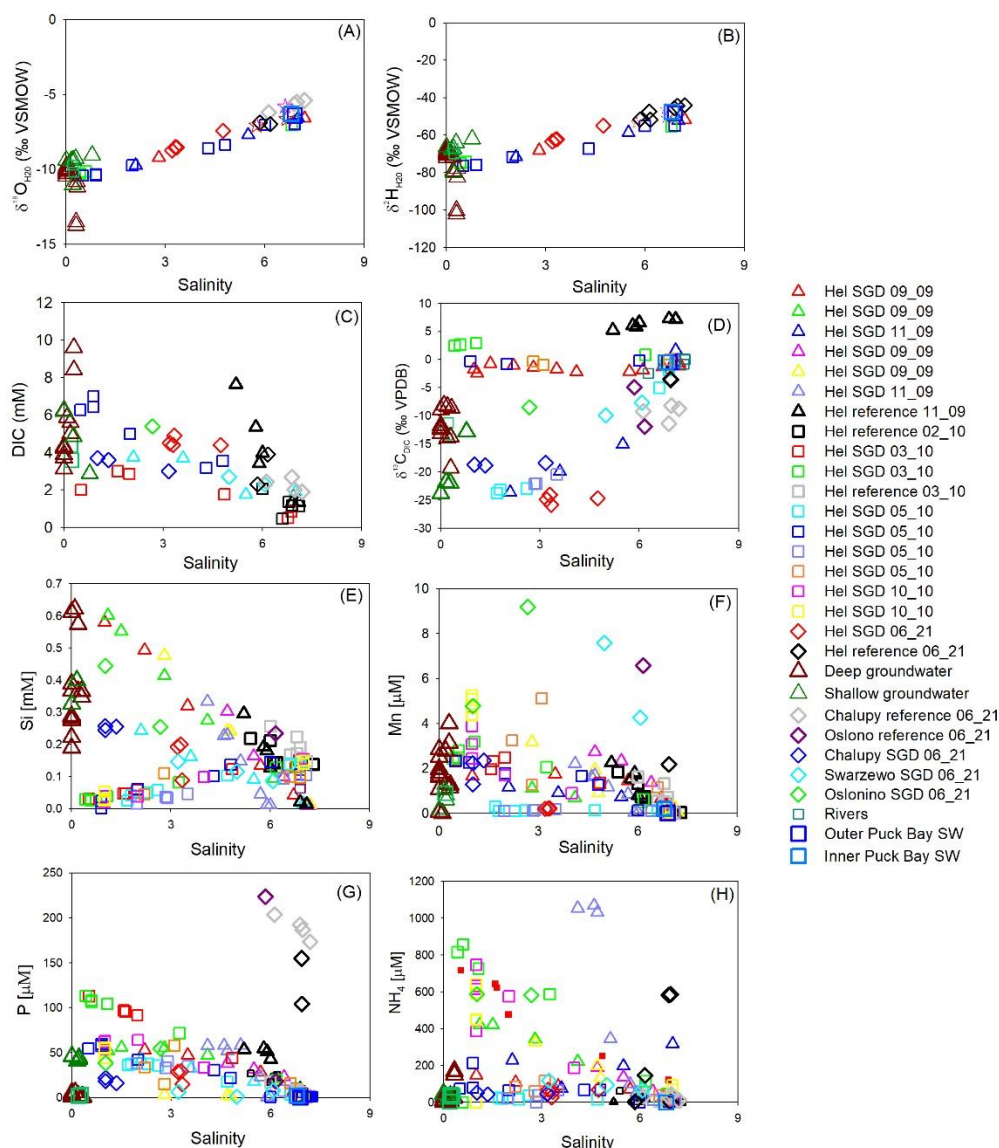 (A)
δ¹⁸O_H2O (‰ VSMOW)
0
-5
-10
-15
0 3 6 9
Salinity
(B)
δ²H_H2O (‰ VSMOW)
0
-20
-40
-60
-80
-100
-120
0 3 6 9
Salinity
(C)
DIC (mM)
12
10
8
6
4
2
0
0 3 6 9
Salinity
(D)
δ¹³C_DIC (‰ VPDB)
10
5
0
-5
-10
-15
-20
-25
-30
0 3 6 9
Salinity
(E)
Si [mM]
0.7
0.6
0.5
0.4
0.3
0.2
0.1
0.0
0 3 6 9
Salinity
(F)
Mn [μM]
10
8
6
4
2
0
0 3 6 9
Salinity
(G)
P [μM]
250
200
150
100
50
0
0 3 6 9
Salinity
(H)
NH₄ [μM]
1200
1000
800
600
400
200
0
0 3 6 9
Salinity
Hel SGD 09_09
Hel SGD 09_09
Hel SGD 11_09
Hel SGD 09_09
Hel SGD 09_09
Hel SGD 11_09
Hel reference 11_09
Hel reference 02_10
Hel SGD 03_10
Hel SGD 03_10
Hel reference 03_10
Hel SGD 05_10
Hel SGD 05_10
Hel SGD 05_10
Hel SGD 05_10
Hel SGD 10_10
Hel SGD 10_10
Hel SGD 06_21
Hel reference 06_21
Deep groundwater
Shallow groundwater
Chalupy reference 06_21
Oslono reference 06_21
Chalupy SGD 06_21
Swarzewo SGD 06_21
Oslonino SGD 06_21
Rivers
Outer Puck Bay SW
Inner Puck Bay SW